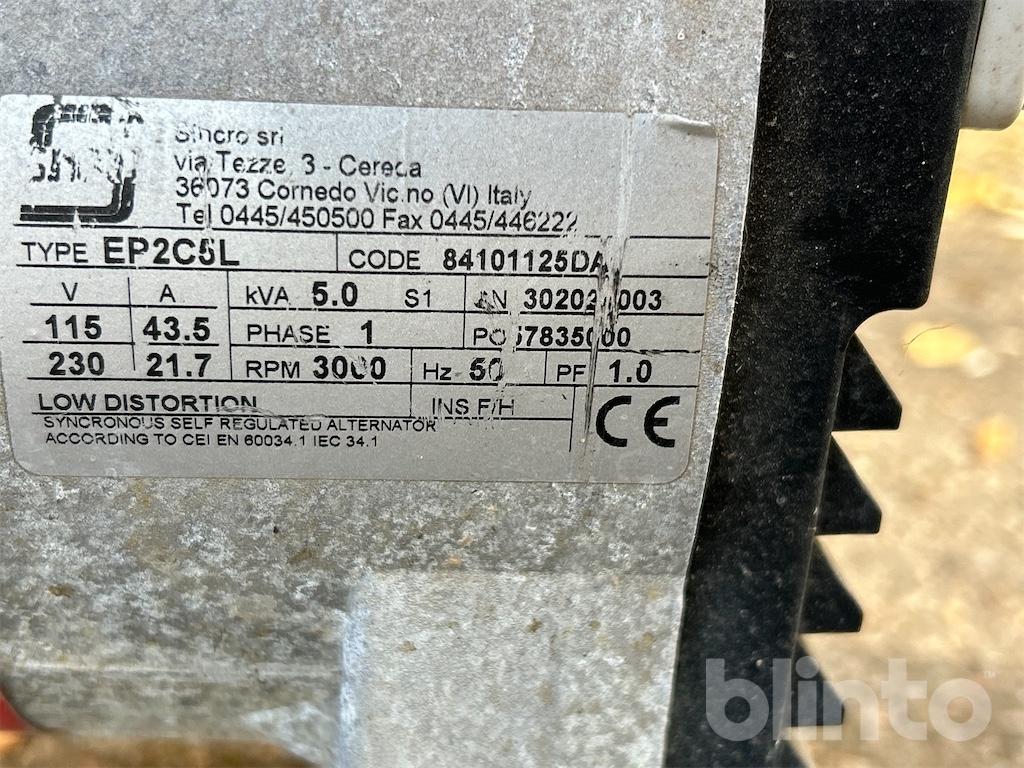 Sincro srl
via Tezze, 3 - Cereda
36073 Cornedo Vic.no (VI) Italy
Tel 0445/450500 Fax 0445/446222
TYPE EP2C5L CODE 84101125DA
V A kVA 5.0 S1
115 43.5 PHASE 1
230 21.7 RPM 3000 Hz 50 PF 1.0
LOW DISTORTION INS F/H CE
SYNCRONOUS SELF REGULATED ALTERNATOR
ACCORDING TO CEI EN 60034.1 IEC 34.1
blinto™